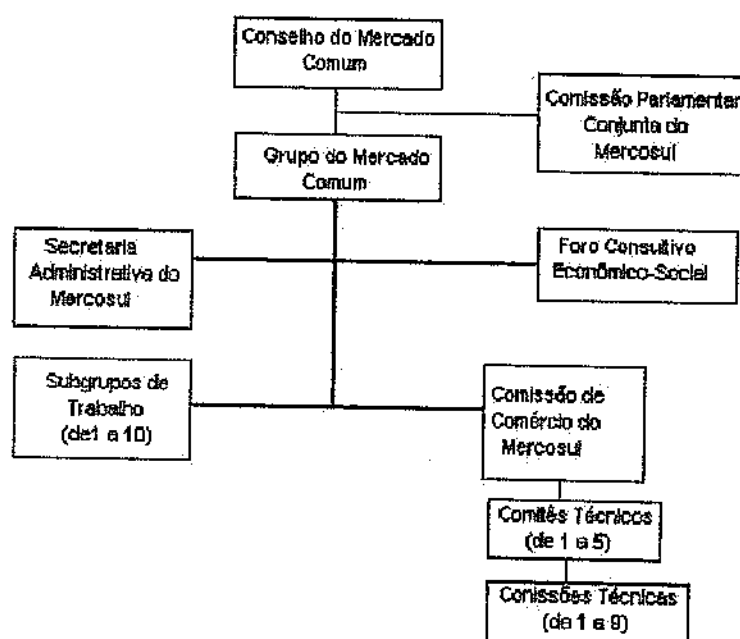 Conselho do Mercado
Comum
Comissão Parlamentar
Conjunta do
Mercosul
Grupo do Mercado
Comum
Secretaria
Administrativa do
Mercosul
Foro Consultivo
Econômico-Social
Subgrupos de
Trabalho
(de1 a 10)
Comissão de
Comércio do
Mercosul
Comitês Técnicos
(de 1 a 5)
Conissões Técnicas
(de 1 a 9)